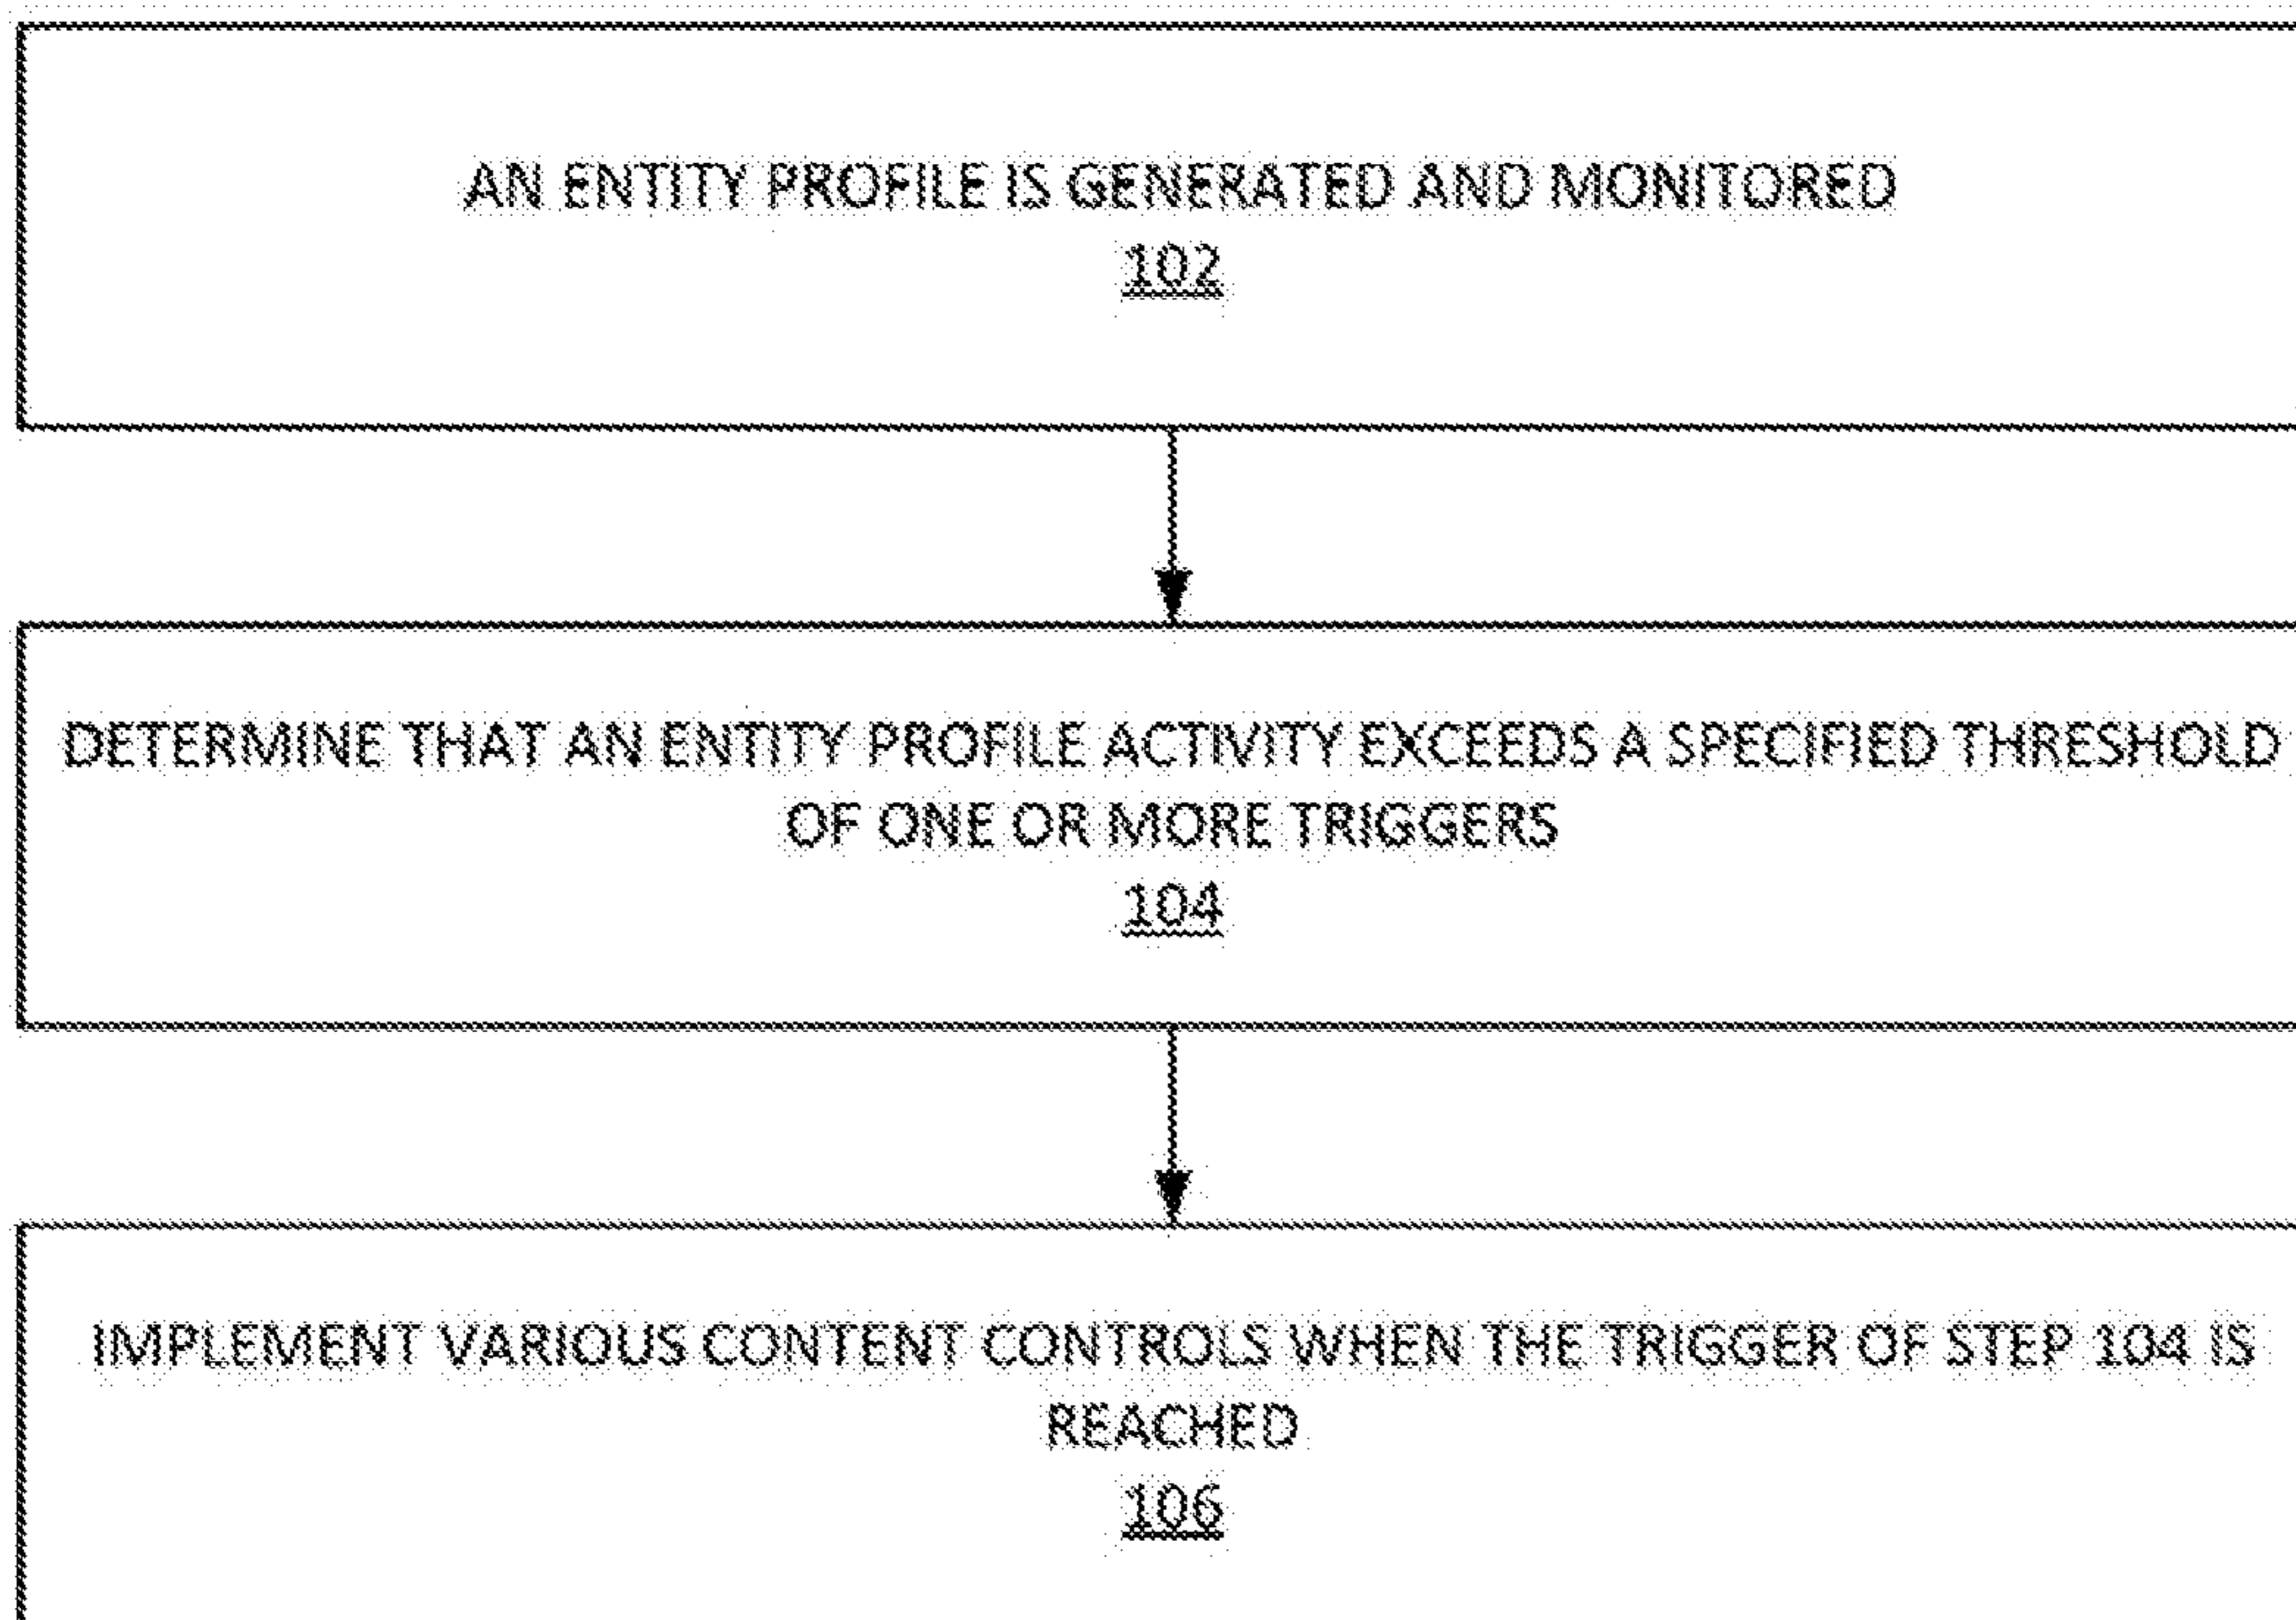 AN ENTITY PROFILE IS GENERATED AND MONITORED
102
DETERMINE THAT AN ENTITY PROFILE ACTIVITY EXCEEDS A SPECIFIED THRESHOLD
OF ONE OR MORE TRIGGERS
104
IMPLEMENT VARIOUS CONTENT CONTROLS WHEN THE TRIGGER OF STEP 104 IS
REACHED
106